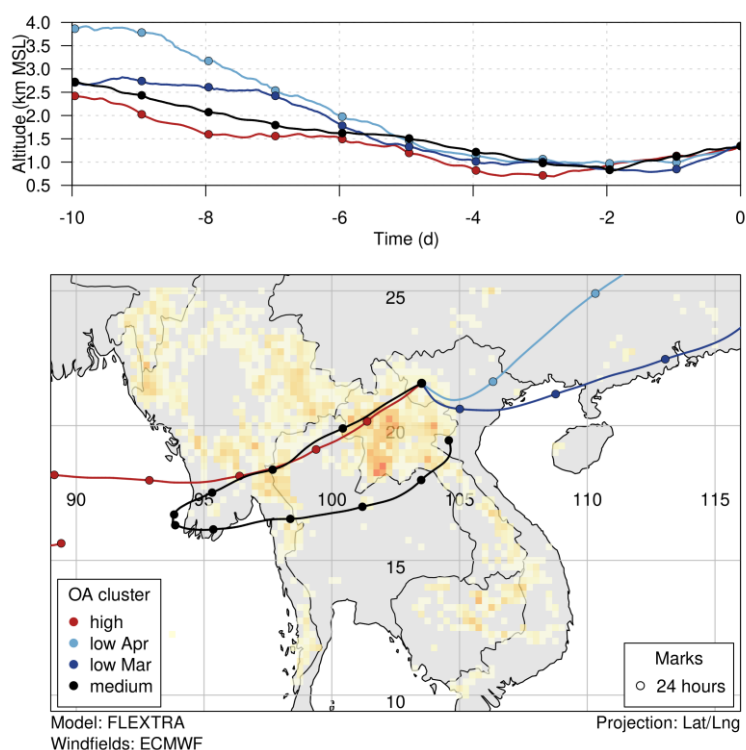 Altitude (km MSL)
4.0
3.5
3.0
2.5
2.0
1.5
1.0
0.5
-10 -8 -6 -4 -2 0
Time (d)
25
20
90 95 100 105 110 115
15
10
OA cluster
high
low Apr
low Mar
medium
Marks
24 hours
Model: FLEXTRA
Projection: Lat/Lng
Windfields: ECMWF